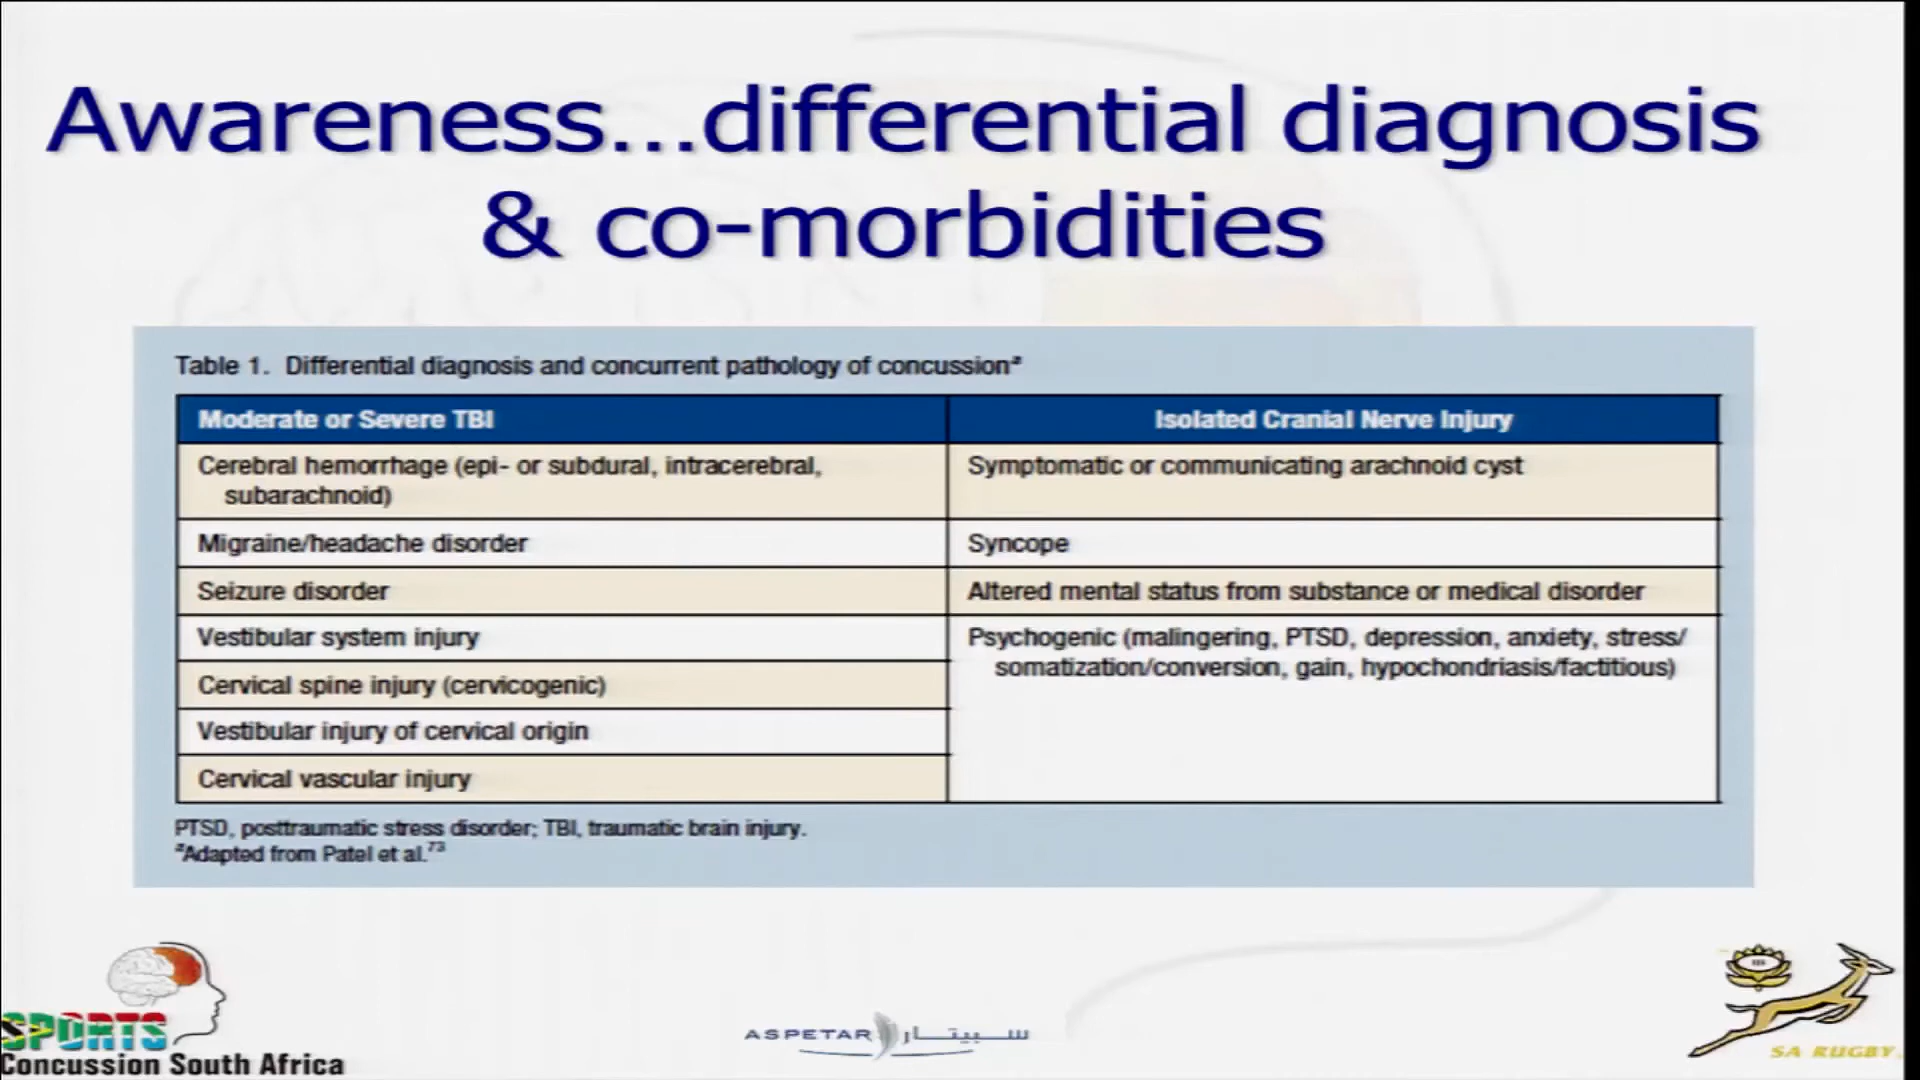 Awareness...differential diagnosis
& co-morbidities
Table 1. Differential diagnosis and concurrent pathology of concussionª
Moderate or Severe TBI
Isolated Cranial Nerve Injury
Cerebral hemorrhage (epi- or subdural, intracerebral,
subarachnoid)
Symptomatic or communicating arachnoid cyst
Migraine/headache disorder
Syncope
Seizure disorder
Altered mental status from substance or medical disorder
Vestibular system injury
Psychogenic (malingering, PTSD, depression, anxiety, stress/
somatization/conversion, gain, hypochondriasis/factitious)
Cervical spine injury (cervicogenic)
Vestibular injury of cervical origin
Cervical vascular injury
PTSD, posttraumatic stress disorder; TBI, traumatic brain injury.
ªAdapted from Patel et al.73
SPORTS
Concussion South Africa
ASPETAR سبيتار
SA RUGBY